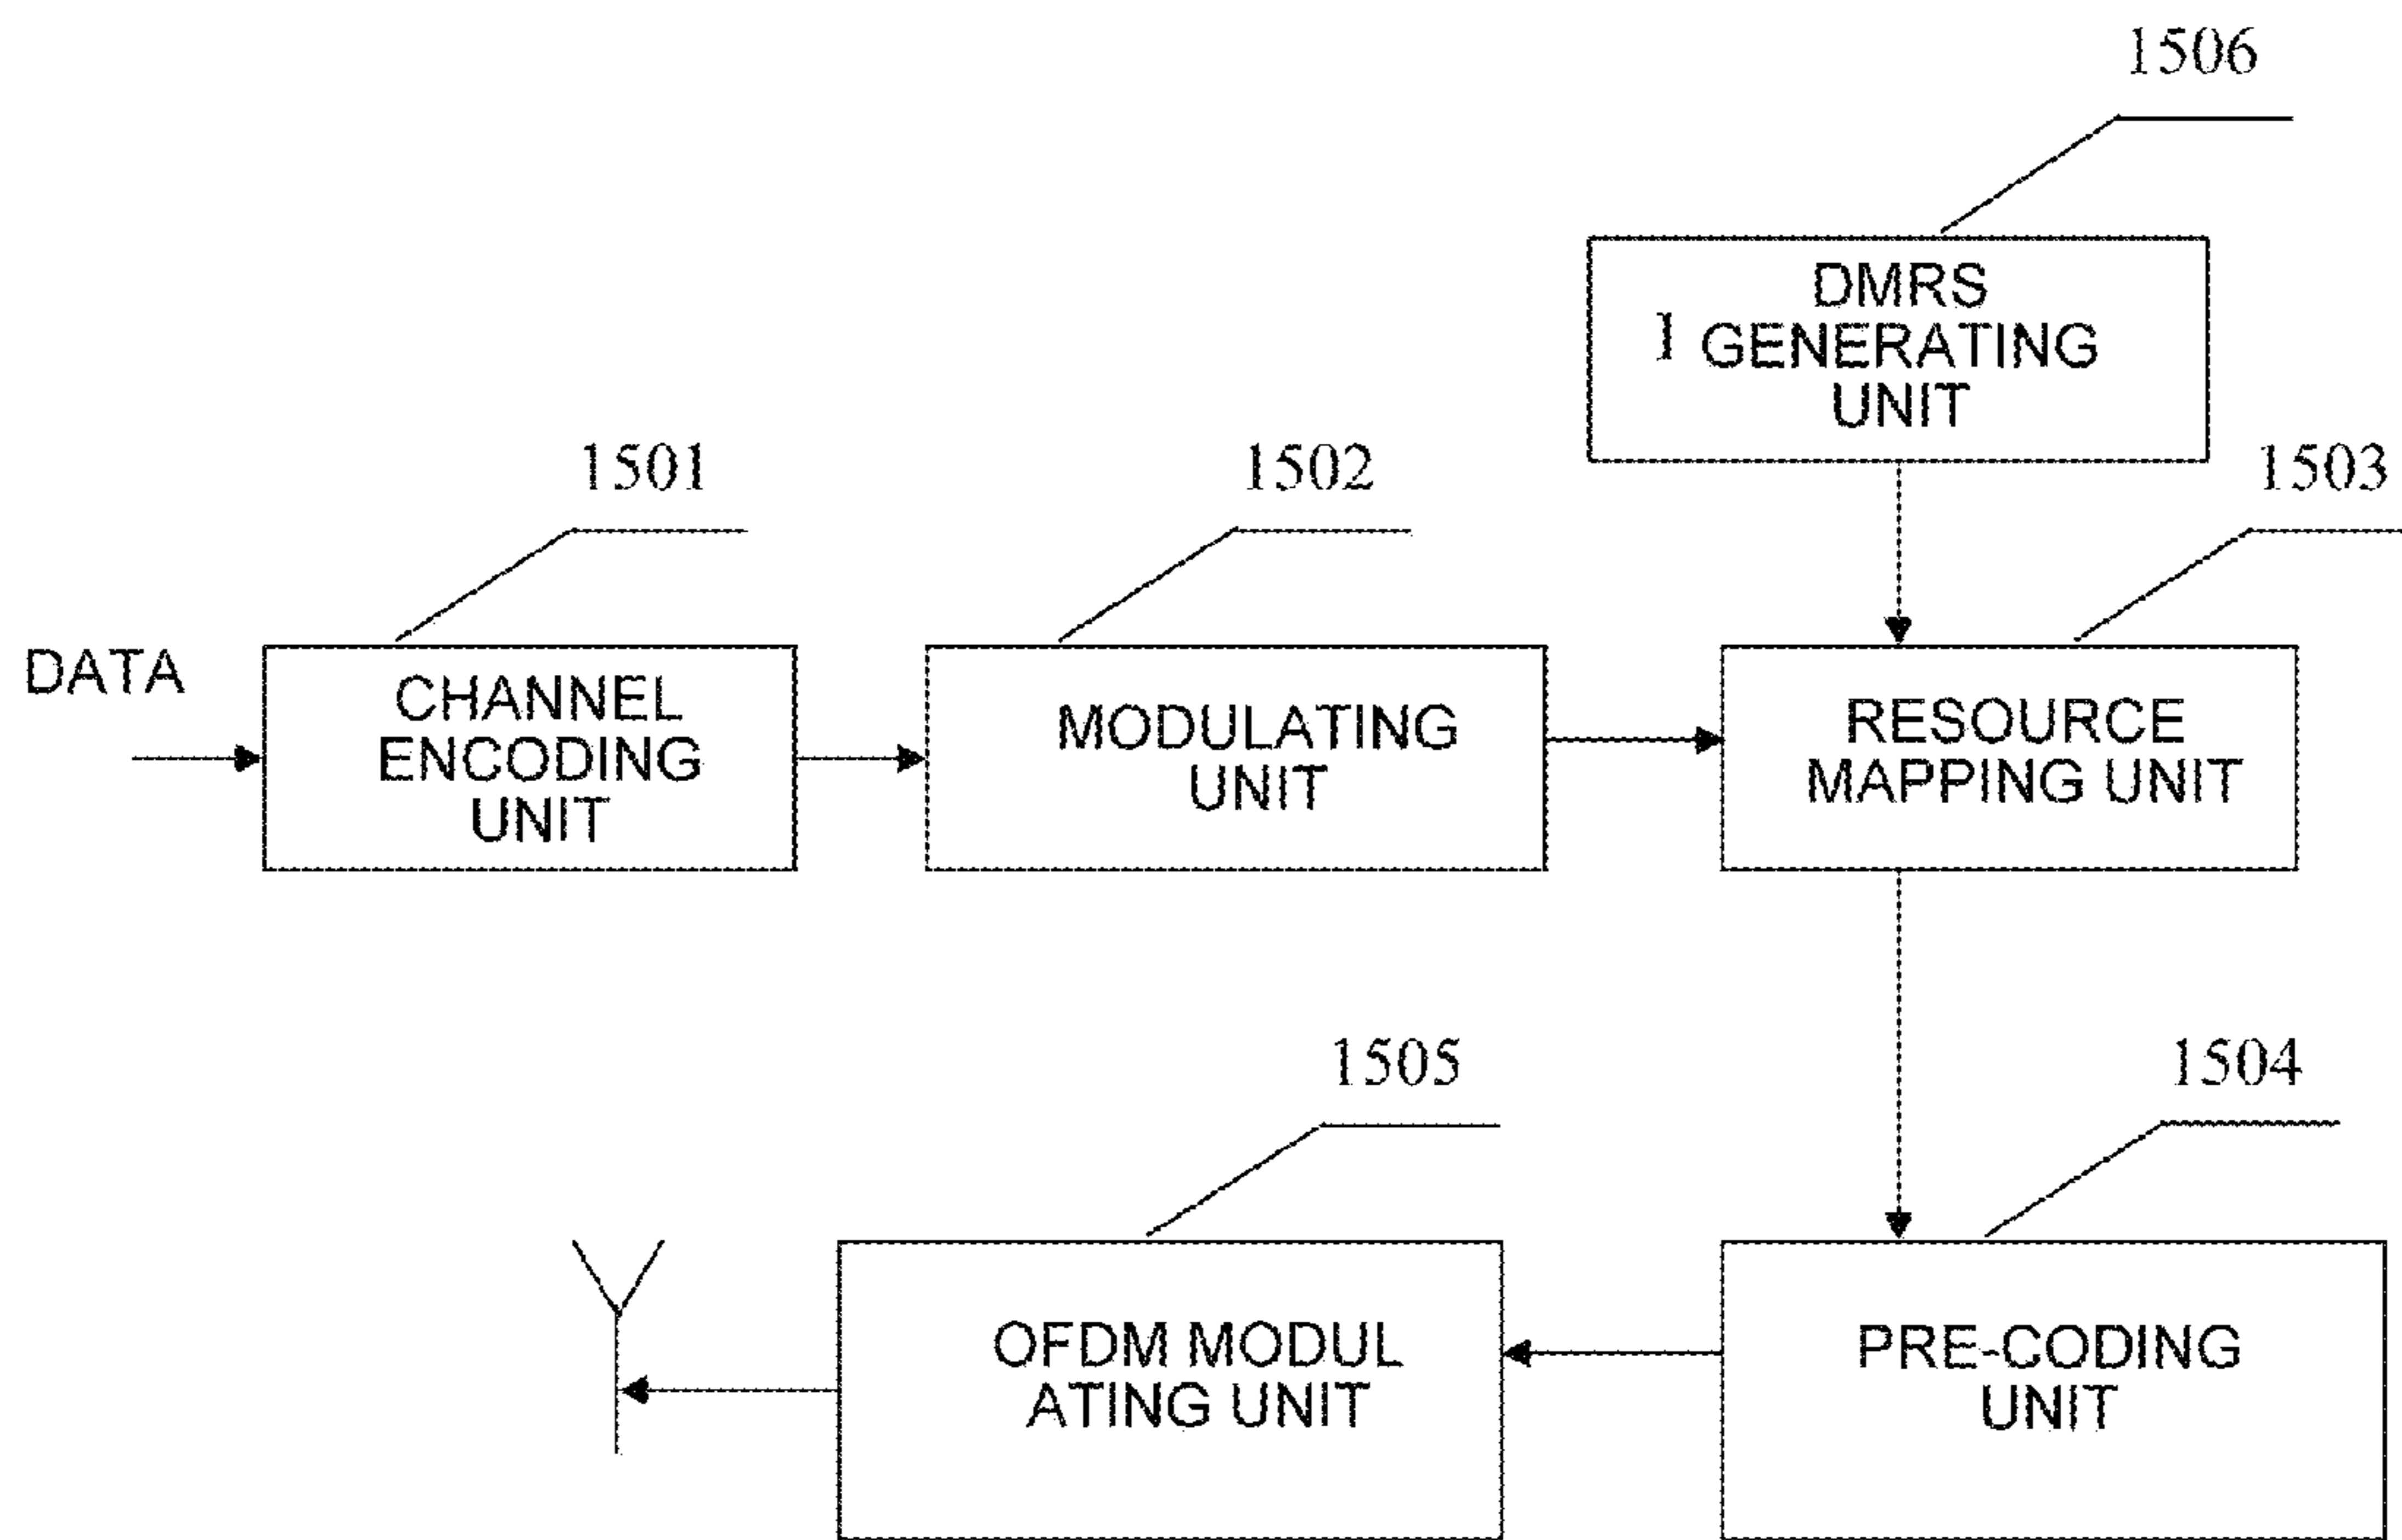 1506
DMRS
I GENERATING
UNIT
1501
1502
1503
DATA
CHANNEL
ENCODING
UNIT
MODULATING
UNIT
RESOURCE
MAPPING UNIT
1505
1504
OFDM MODUL
ATING UNIT
PRE-CODING
UNIT